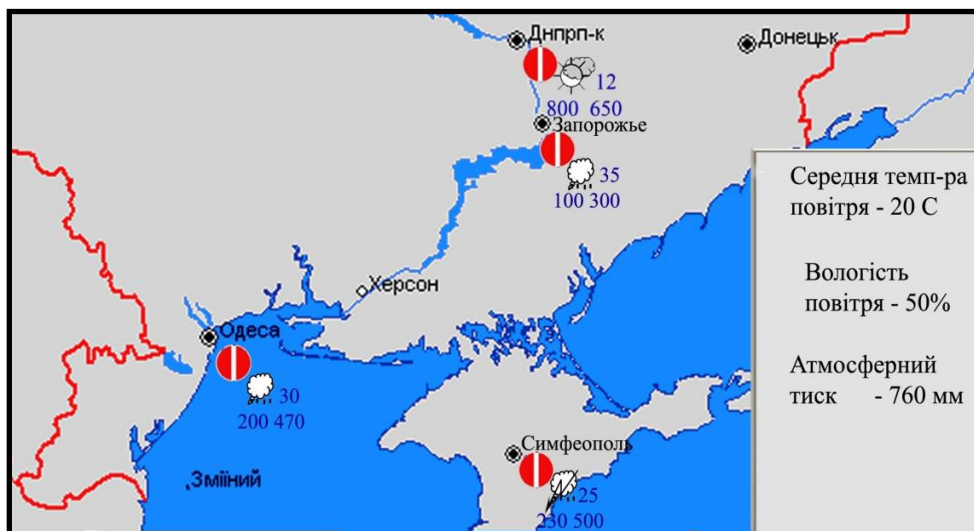 Днпрп-к
Донецьк
12
800 650
Запорожье
35
100 300
Середня темп-ра
повітря - 20 С
Вологість
повітря - 50%
Атмосферний
тиск - 760 мм
Херсон
Одеса
30
200 470
Симфеополь
Зміїний
25
230 500